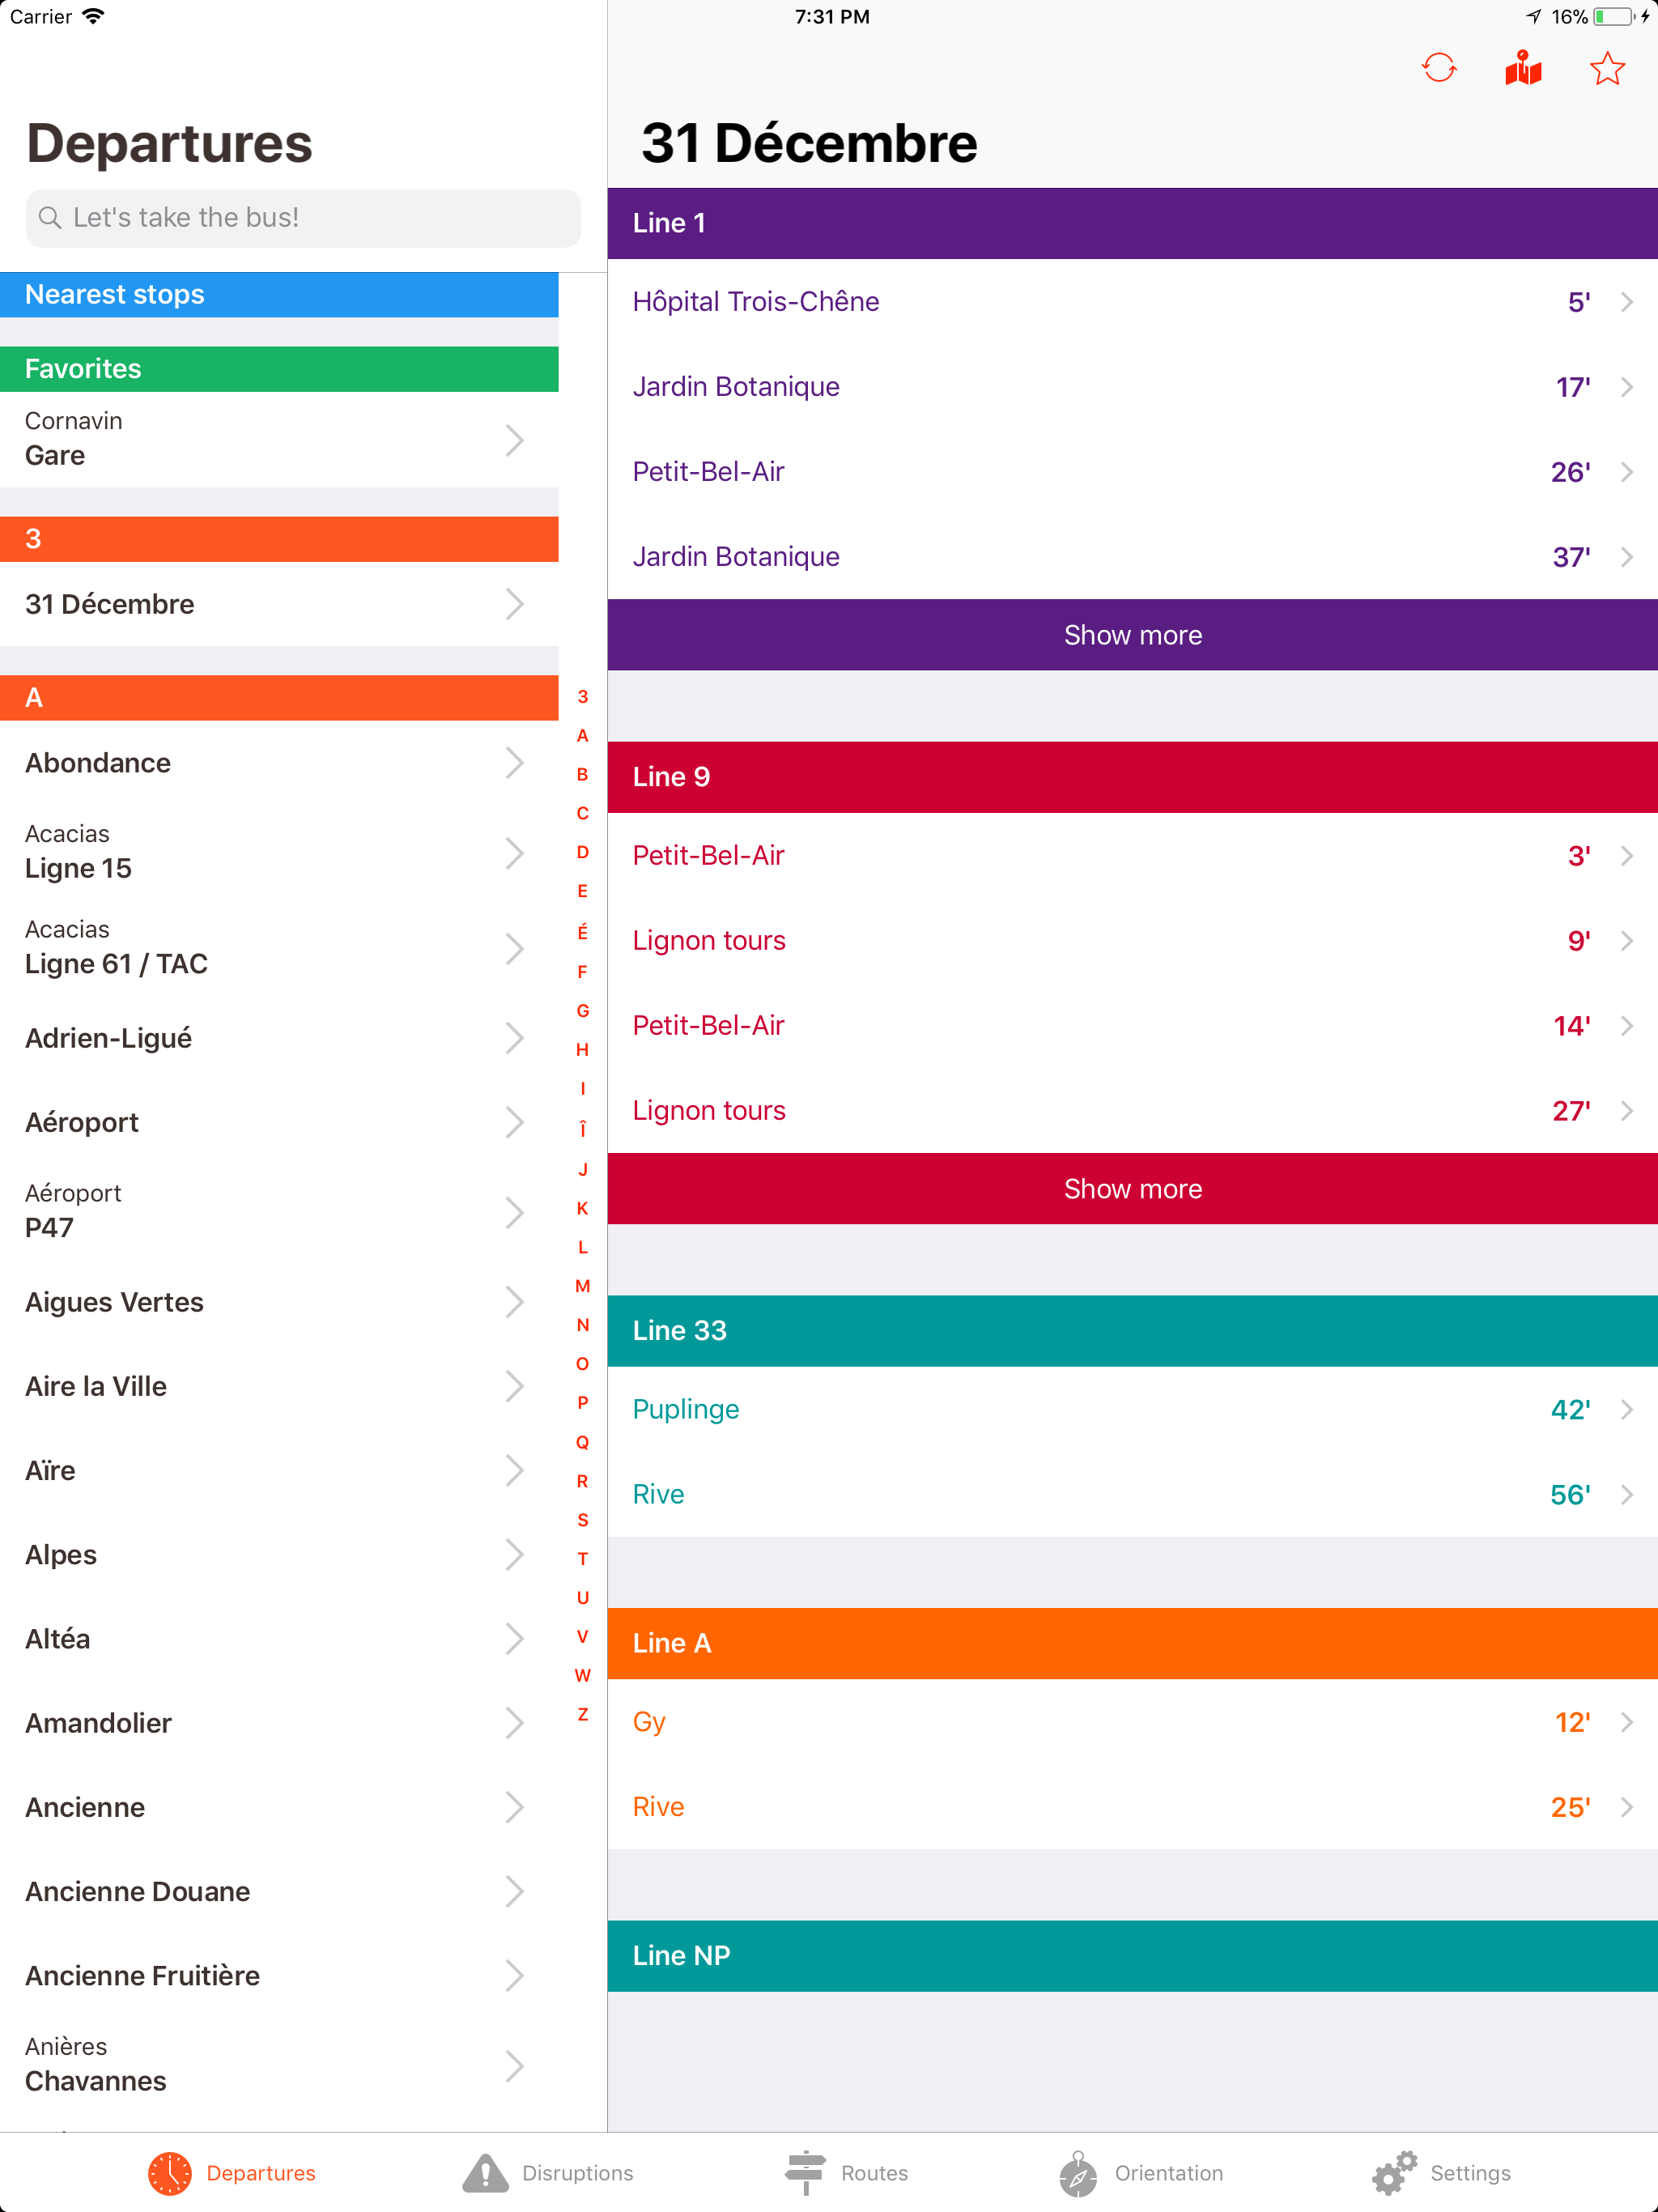 Carrier
7:31 PM
16%
Departures
Let's take the bus!
Nearest stops
Favorites
Cornavin
Gare
3
31 Décembre
A
Abondance
Acacias
Ligne 15
Acacias
Ligne 61 / TAC
Adrien-Ligué
Aéroport
Aéroport
P47
Aigues Vertes
Aire la Ville
Aïre
Alpes
Altéa
Amandolier
Ancienne
Ancienne Douane
Ancienne Fruitière
Anières
Chavannes
3
A
B
C
D
E
É
F
G
H
I
Î
J
K
L
M
N
O
P
Q
R
S
T
U
V
W
Z
31 Décembre
Line 1
Hôpital Trois-Chêne 5'
Jardin Botanique 17'
Petit-Bel-Air 26'
Jardin Botanique 37'
Show more
Line 9
Petit-Bel-Air 3'
Lignon tours 9'
Petit-Bel-Air 14'
Lignon tours 27'
Show more
Line 33
Puplinge 42'
Rive 56'
Line A
Gy 12'
Rive 25'
Line NP
Departures
Disruptions
Routes
Orientation
Settings